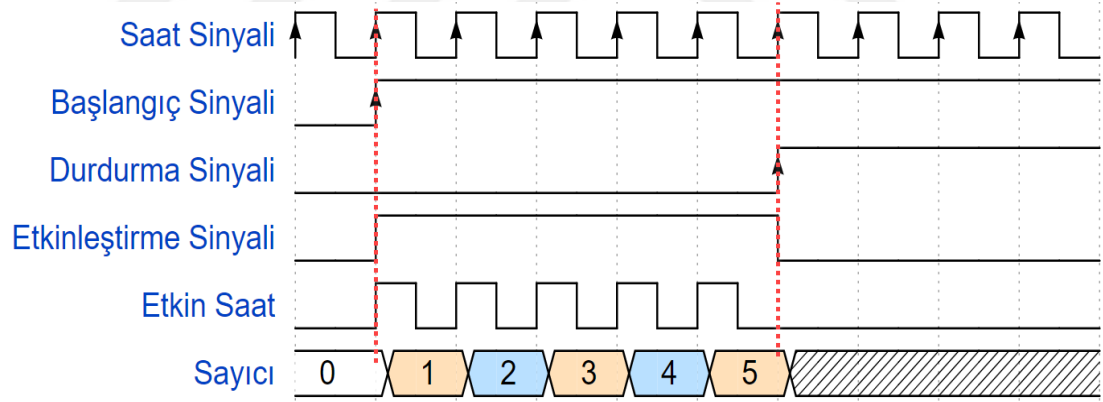 Saat Sinyali
Başlangıç Sinyali
Durdurma Sinyali
Etkinleştirme Sinyali
Etkin Saat
Sayıcı 0 1 2 3 4 5